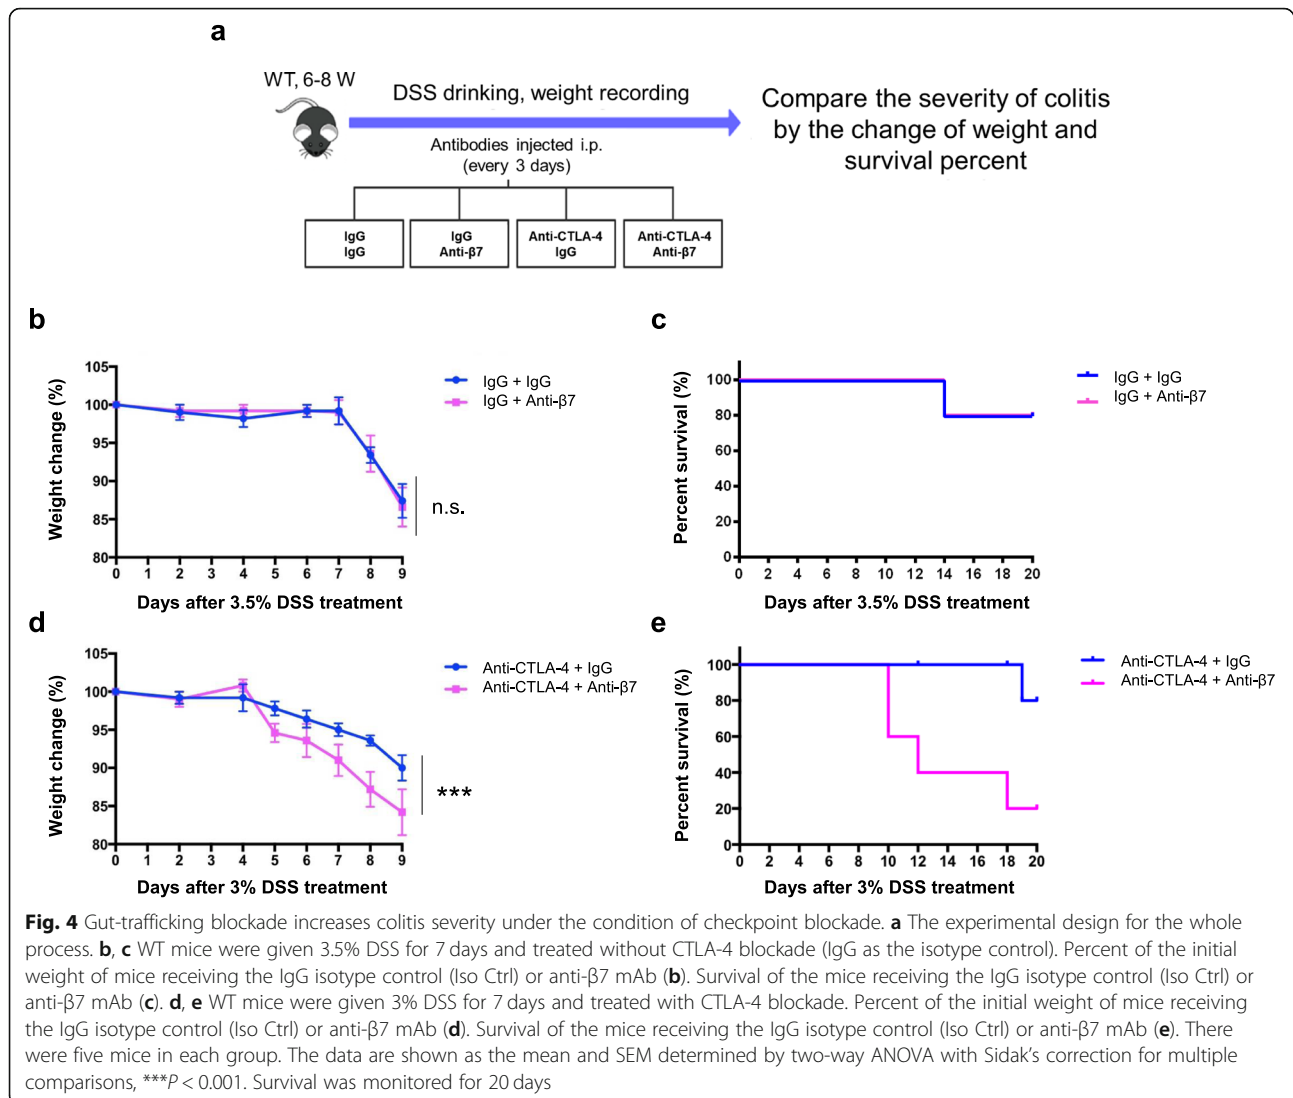 a
WT, 6-8 W
DSS drinking, weight recording
Antibodies injected i.p.
(every 3 days)
Compare the severity of colitis
by the change of weight and
survival percent
IgG
IgG
IgG
Anti-β7
Anti-CTLA-4
IgG
Anti-CTLA-4
Anti-β7
b
Weight change (%)
105
100
95
90
85
80
0 1 2 3 4 5 6 7 8 9
Days after 3.5% DSS treatment
IgG + IgG
IgG + Anti-β7
n.s.
c
Percent survival (%)
100
80
60
40
20
0
0 2 4 6 8 10 12 14 16 18 20
Days after 3.5% DSS treatment
IgG + IgG
IgG + Anti-β7
d
Weight change (%)
105
100
95
90
85
80
0 1 2 3 4 5 6 7 8 9
Days after 3% DSS treatment
Anti-CTLA-4 + IgG
Anti-CTLA-4 + Anti-β7
***
e
Percent survival (%)
100
80
60
40
20
0
0 2 4 6 8 10 12 14 16 18 20
Days after 3% DSS treatment
Anti-CTLA-4 + IgG
Anti-CTLA-4 + Anti-β7
Fig. 4 Gut-trafficking blockade increases colitis severity under the condition of checkpoint blockade. a The experimental design for the whole
process. b, c WT mice were given 3.5% DSS for 7 days and treated without CTLA-4 blockade (IgG as the isotype control). Percent of the initial
weight of mice receiving the IgG isotype control (Iso Ctrl) or anti-β7 mAb (b). Survival of the mice receiving the IgG isotype control (Iso Ctrl) or
anti-β7 mAb (c). d, e WT mice were given 3% DSS for 7 days and treated with CTLA-4 blockade. Percent of the initial weight of mice receiving
the IgG isotype control (Iso Ctrl) or anti-β7 mAb (d). Survival of the mice receiving the IgG isotype control (Iso Ctrl) or anti-β7 mAb (e). There
were five mice in each group. The data are shown as the mean and SEM determined by two-way ANOVA with Sidak's correction for multiple
comparisons, ***P < 0.001. Survival was monitored for 20 days